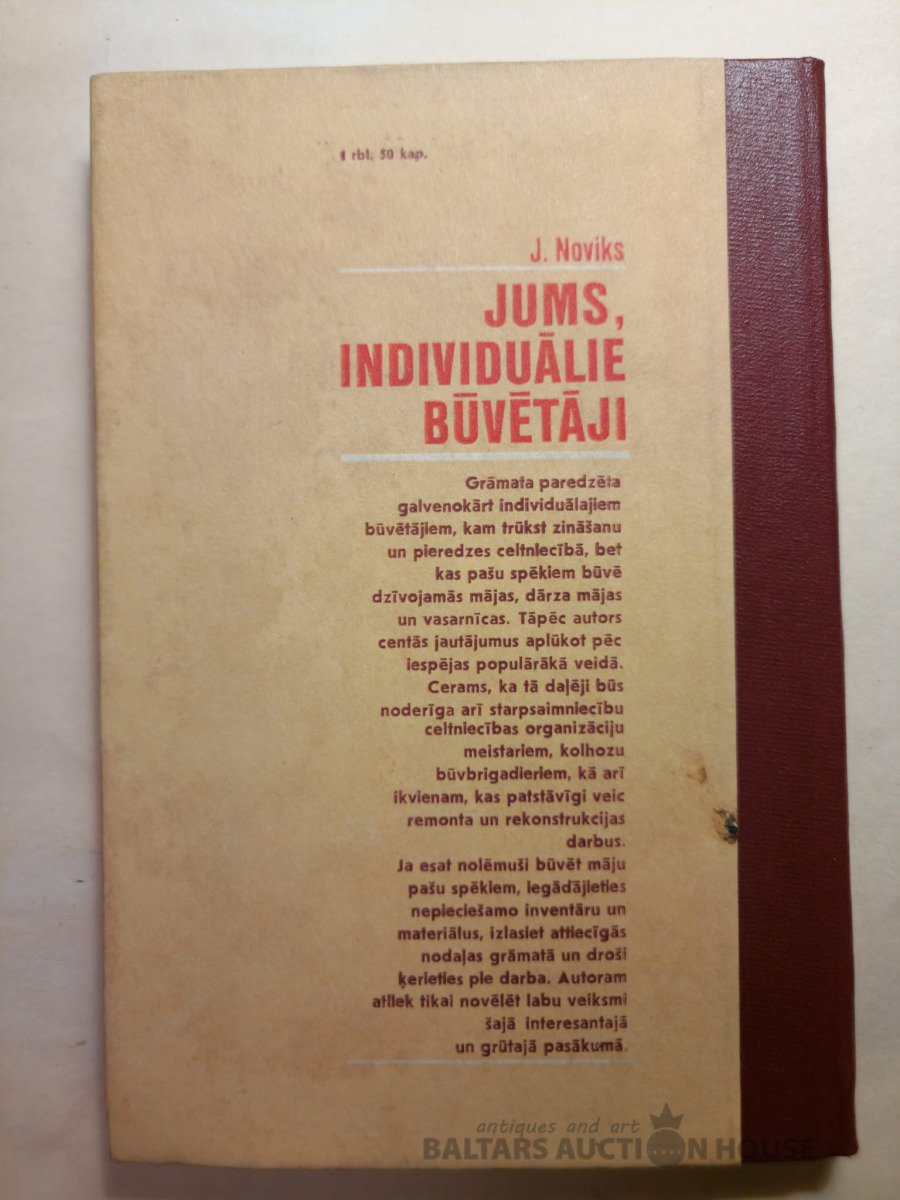 1 rbl. 50 kap.
J. Noviks
JUMS,
INDIVIDUĀLIE
BŪVĒTĀJI
Grāmata paredzēta
galvenokārt individuālajiem
būvētājiem, kam trūkst zināšanu
un pieredzes celtniecībā, bet
kas pašu spēkiem būvē
dzīvojamās mājas, dārza mājas
un vasarnīcas. Tāpēc autors
centās jautājumus aplūkot pēc
iespējas populārākā veidā.
Cerams, ka tā daļēji būs
noderīga arī starpsaimniecību
celtniecības organizāciju
meistariem, kolhozu
būvbrigadieriem, kā arī
ikvienam, kas patstāvīgi veic
remonta un rekonstrukcijas
darbus.
Ja esat nolēmuši būvēt māju
pašu spēkiem, iegādājieties
nepieciešamo inventāru un
materiālus, izlasiet attiecīgās
nodaļas grāmatā un droši
ķerieties pie darba. Autoram
atliek tikai novēlēt labu veiksmi
šajā interesantajā
un grūtajā pasākumā.
antiques and art
BALTARS AUCTION HOUSE